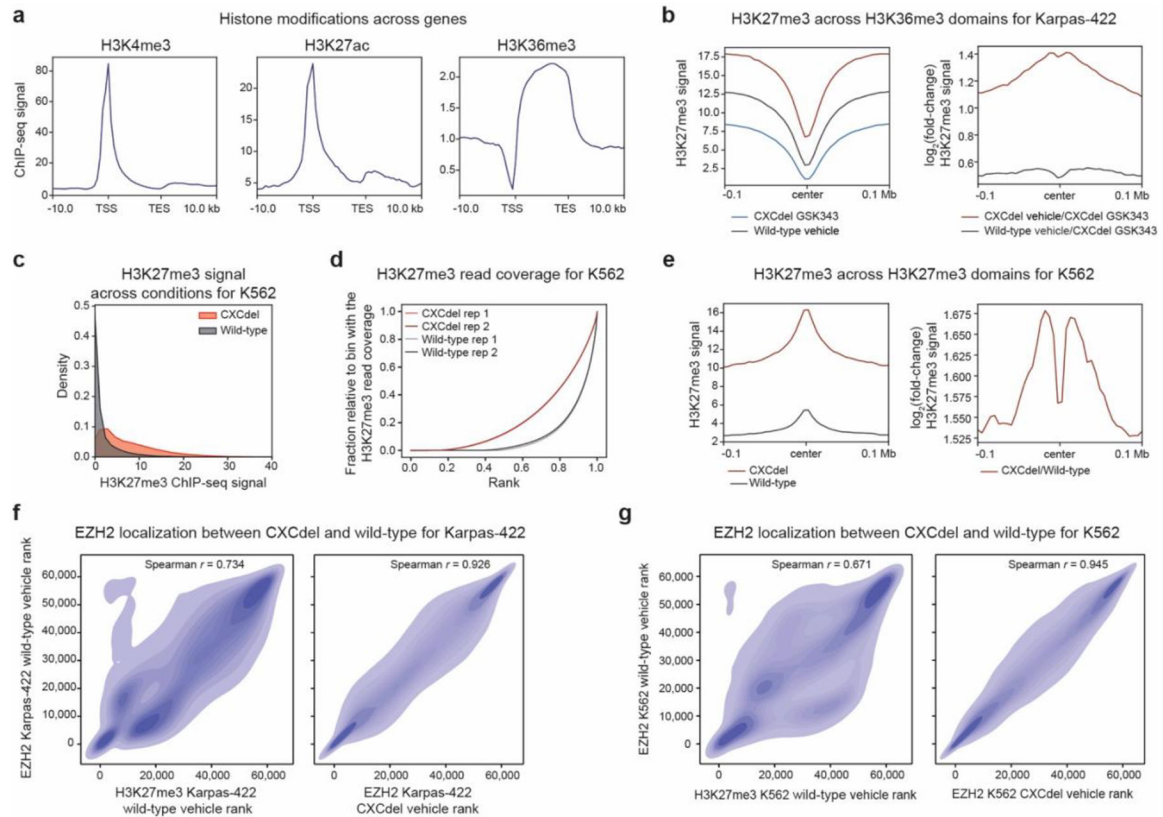 a
Histone modifications across genes
H3K4me3
H3K27ac
H3K36me3
ChIP-seq signal
80
60
40
20
0
20
15
10
5
2.0
1.5
1.0
0.5
-10.0 TSS TES 10.0 kb
-10.0 TSS TES 10.0 kb
-10.0 TSS TES 10.0 kb
b
H3K27me3 across H3K36me3 domains for Karpas-422
H3K27me3 signal
17.5
15.0
12.5
10.0
7.5
5.0
2.5
-0.1 center 0.1 Mb
CXCdel GSK343
Wild-type vehicle
log2(fold-change)
H3K27me3 signal
1.4
1.2
1.0
0.8
0.6
-0.1 center 0.1 Mb
CXCdel vehicle/CXCdel GSK343
Wild-type vehicle/CXCdel GSK343
c
H3K27me3 signal
across conditions for K562
Density
0.5
0.4
0.3
0.2
0.1
0.0
CXCdel
Wild-type
0 10 20 30 40
H3K27me3 ChIP-seq signal
d
H3K27me3 read coverage for K562
Fraction relative to bin with the
H3K27me3 read coverage
1.0
0.8
0.6
0.4
0.2
0.0
CXCdel rep 1
CXCdel rep 2
Wild-type rep 1
Wild-type rep 2
0.0 0.2 0.4 0.6 0.8 1.0
Rank
e
H3K27me3 across H3K27me3 domains for K562
H3K27me3 signal
16
14
12
10
8
6
4
2
-0.1 center 0.1 Mb
CXCdel
Wild-type
log2(fold-change)
H3K27me3 signal
1.675
1.650
1.625
1.600
1.575
1.550
1.525
-0.1 center 0.1 Mb
CXCdel/Wild-type
f
EZH2 localization between CXCdel and wild-type for Karpas-422
EZH2 Karpas-422 wild-type vehicle rank
60,000
50,000
40,000
30,000
20,000
10,000
0
Spearman r = 0.734
Spearman r = 0.926
0 20,000 40,000 60,000
0 20,000 40,000 60,000
H3K27me3 Karpas-422
wild-type vehicle rank
EZH2 Karpas-422
CXCdel vehicle rank
g
EZH2 localization between CXCdel and wild-type for K562
EZH2 K562 wild-type vehicle rank
60,000
50,000
40,000
30,000
20,000
10,000
0
Spearman r = 0.671
Spearman r = 0.945
0 20,000 40,000 60,000
0 20,000 40,000 60,000
H3K27me3 K562 wild-type vehicle rank
EZH2 K562 CXCdel vehicle rank